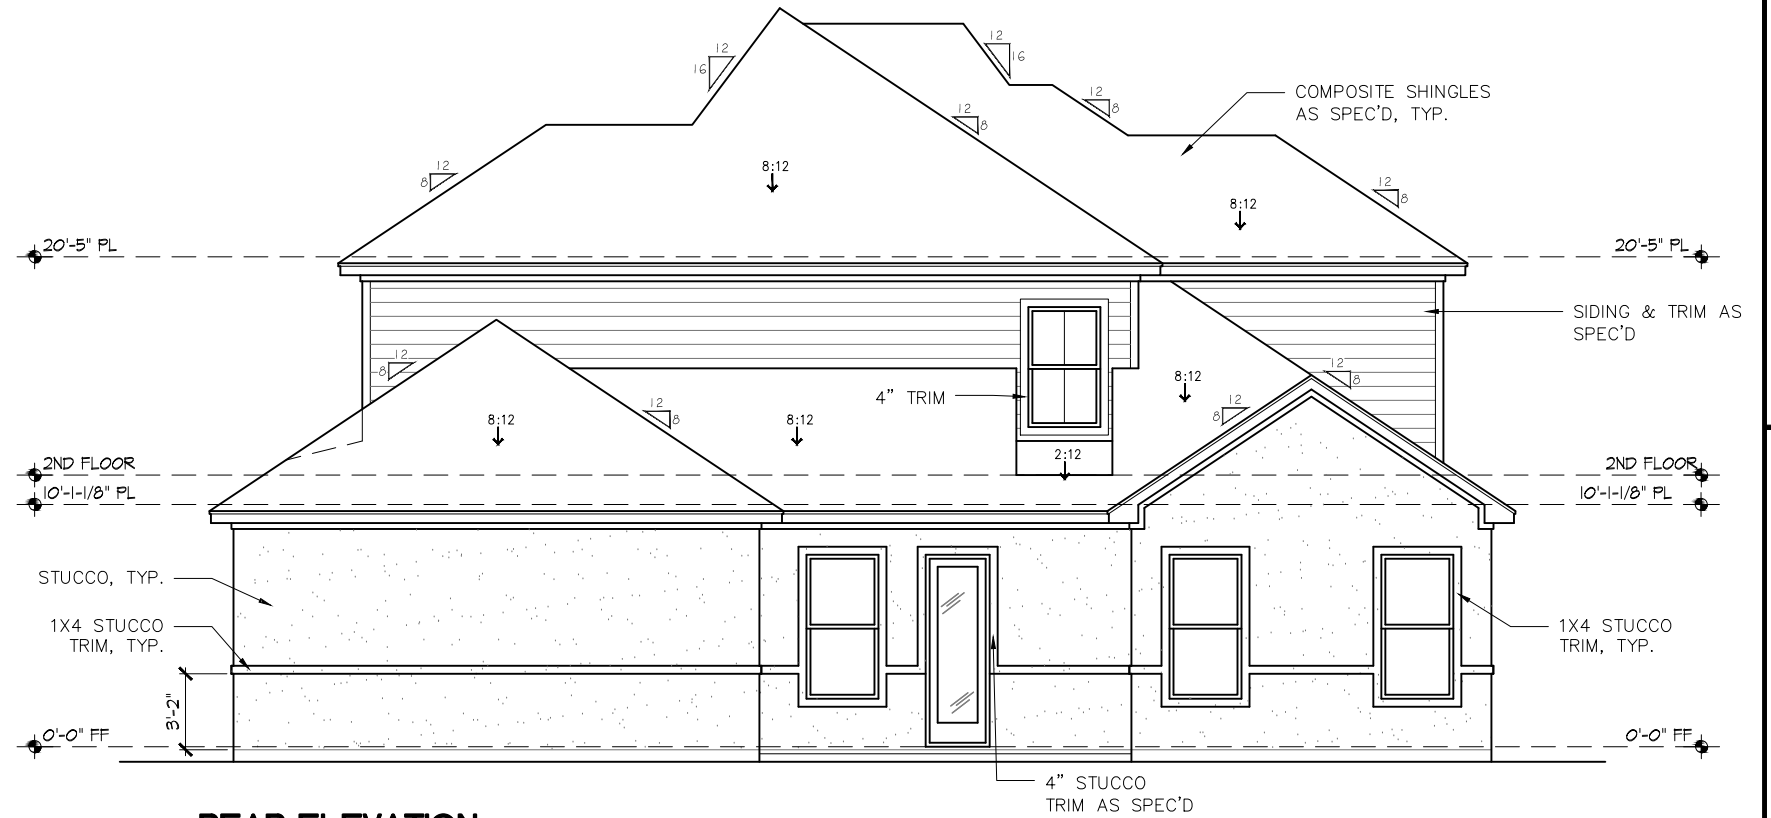 12
16
12
16
12
8
12
8
COMPOSITE SHINGLES
AS SPEC'D, TYP.
12
8
8:12
12
8
8:12
20'-5" PL
20'-5" PL
SIDING & TRIM AS
SPEC'D
12
8
12
8
8:12
4" TRIM
12
8
12
8
8:12
8:12
2:12
2ND FLOOR
2ND FLOOR
10'-1-1/8" PL
10'-1-1/8" PL
STUCCO, TYP.
1X4 STUCCO
TRIM, TYP.
1X4 STUCCO
TRIM, TYP.
3'-2"
0'-0" FF
0'-0" FF
4" STUCCO
TRIM AS SPEC'D
REAR ELEVATION